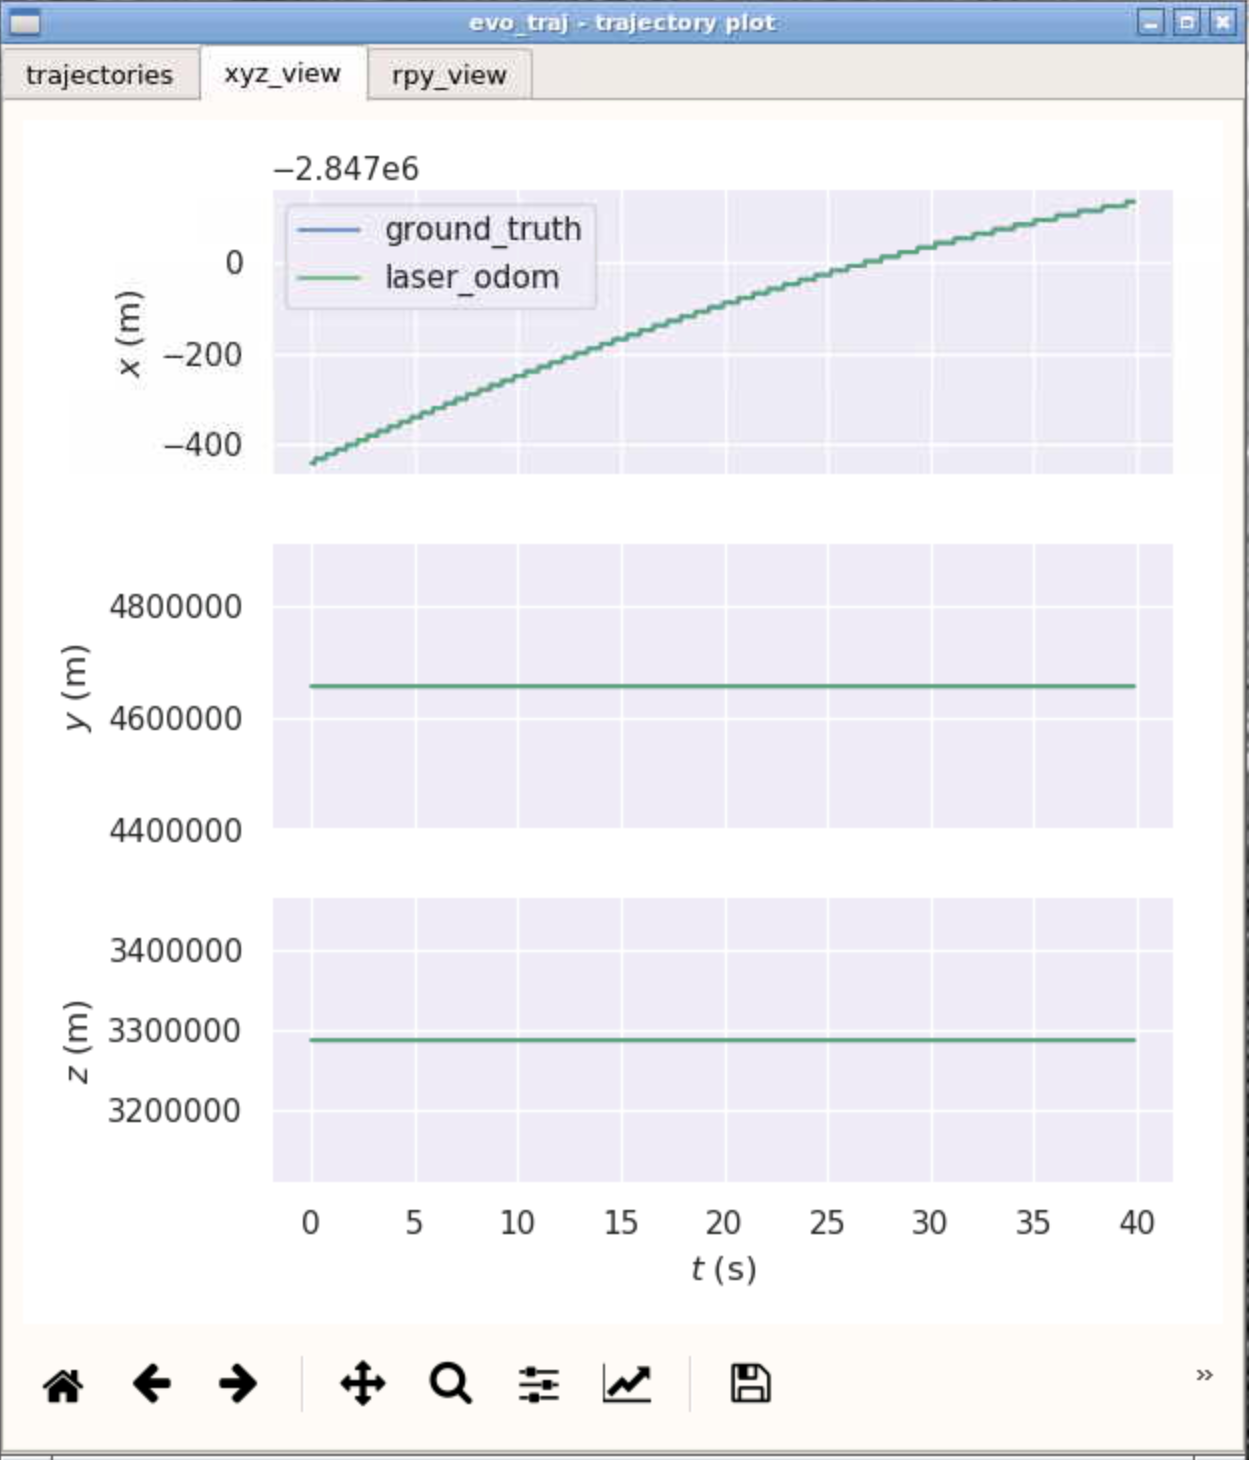 evo_traj - trajectory plot
trajectories xyz_view rpy_view
−2.847e6
ground_truth
laser_odom
x (m)
0
−200
−400
y (m)
4800000
4600000
4400000
z (m)
3400000
3300000
3200000
0 5 10 15 20 25 30 35 40
t (s)
»